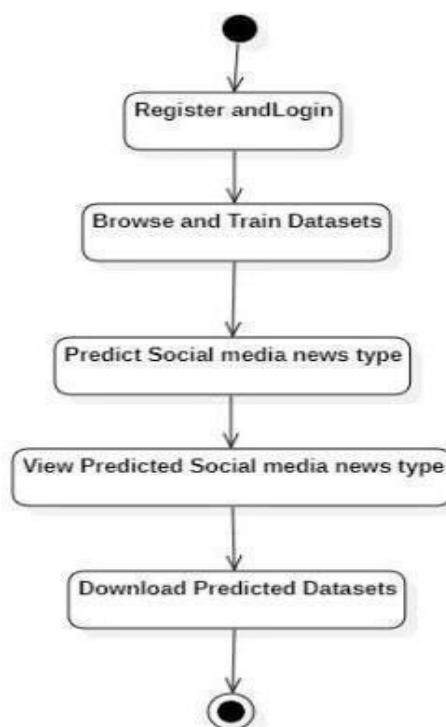 Register andLogin
Browse and Train Datasets
Predict Social media news type
View Predicted Social media news type
Download Predicted Datasets